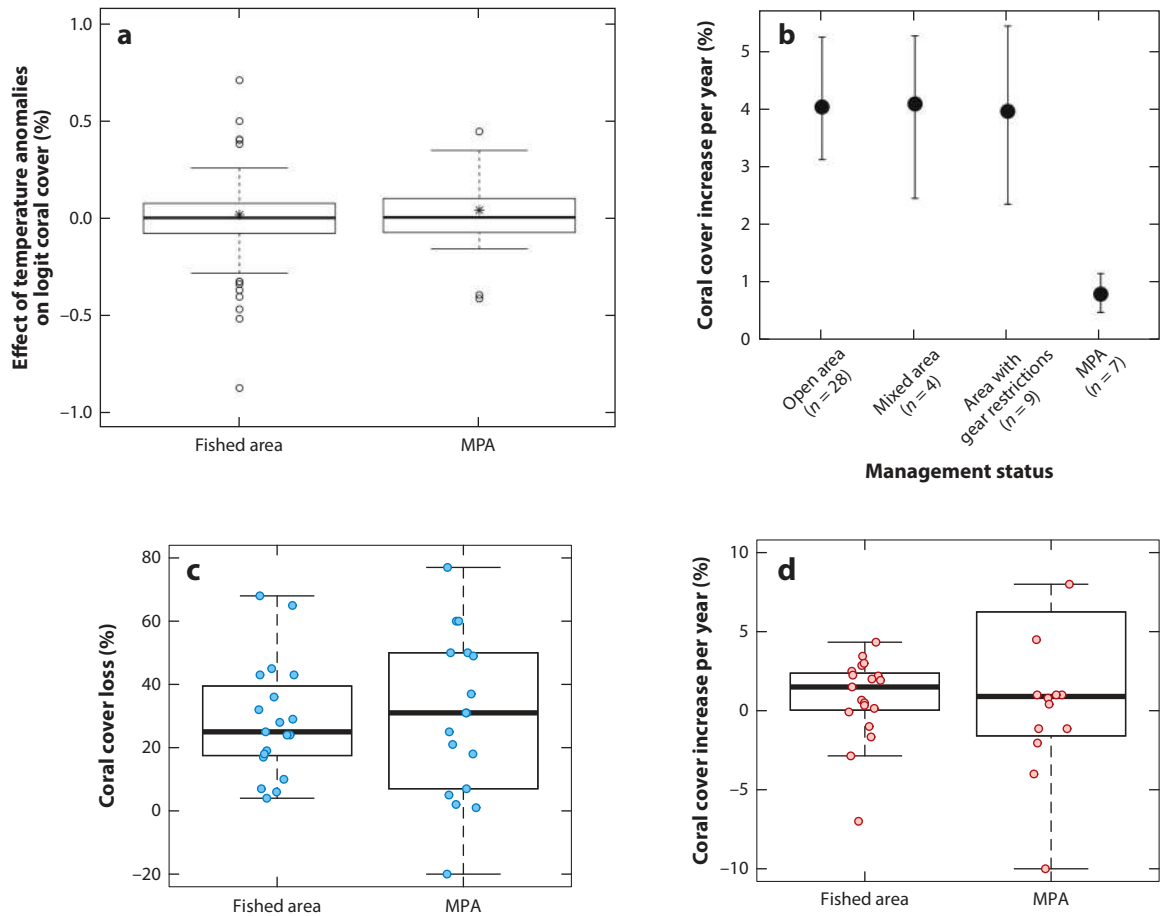 a
Effect of temperature anomalies
on logit coral cover (%)
1.0
0.5
0.0
−0.5
−1.0
Fished area
MPA
b
Coral cover increase per year (%)
5
4
3
2
1
0
Open area
(n = 28)
Mixed area
(n = 4)
Area with
gear restrictions
(n = 9)
MPA
(n = 7)
Management status
c
Coral cover loss (%)
80
60
40
20
0
−20
Fished area
MPA
d
Coral cover increase per year (%)
10
5
0
−5
−10
Fished area
MPA